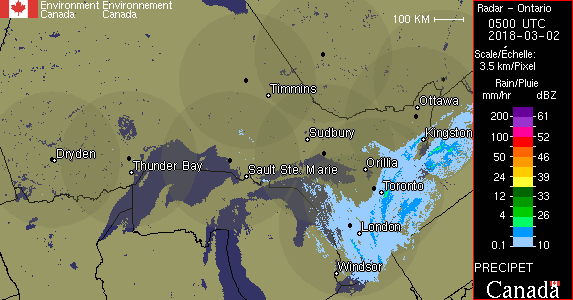 Environment Environnement
Canada Canada
100 KM
Timmins
Ottawa
Sudbury
Kingston
Dryden
Thunder Bay
Sault Ste. Marie
Orillia
Toronto
London
Windsor
Radar - Ontario
0500 UTC
2018-03-02
Scale/Échelle:
3.5 km/Pixel
Rain/Pluie
mm/hr dBZ
200 61
100 52
50 46
24 39
12 33
4 26
0.1 10
PRECIPET
Canada